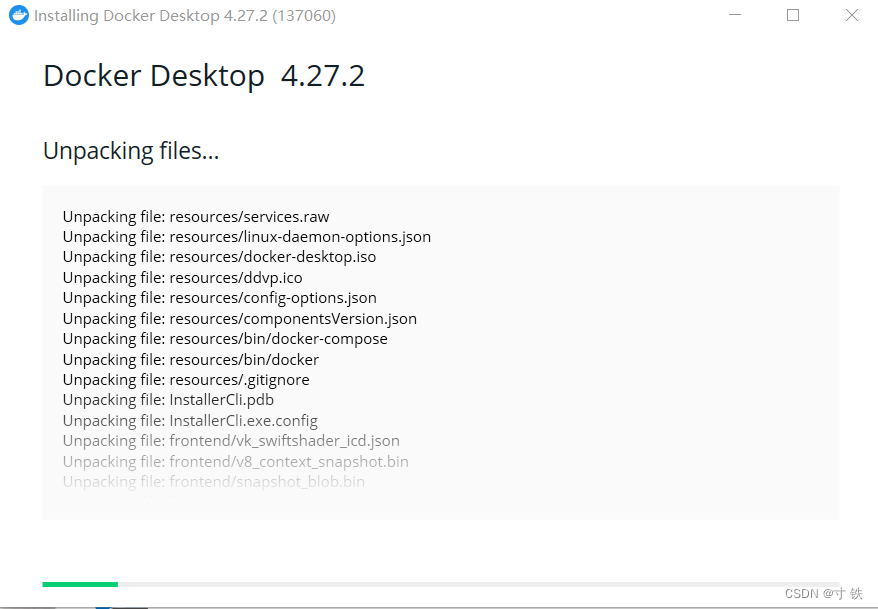 Installing Docker Desktop 4.27.2 (137060)
Docker Desktop 4.27.2
Unpacking files...
Unpacking file: resources/services.raw
Unpacking file: resources/linux-daemon-options.json
Unpacking file: resources/docker-desktop.iso
Unpacking file: resources/ddvp.ico
Unpacking file: resources/config-options.json
Unpacking file: resources/componentsVersion.json
Unpacking file: resources/bin/docker-compose
Unpacking file: resources/bin/docker
Unpacking file: resources/.gitignore
Unpacking file: InstallerCli.pdb
Unpacking file: InstallerCli.exe.config
Unpacking file: frontend/vk_swiftshader_icd.json
Unpacking file: frontend/v8_context_snapshot.bin
Unpacking file: frontend/snapshot_blob.bin
CSDN @寸 铁